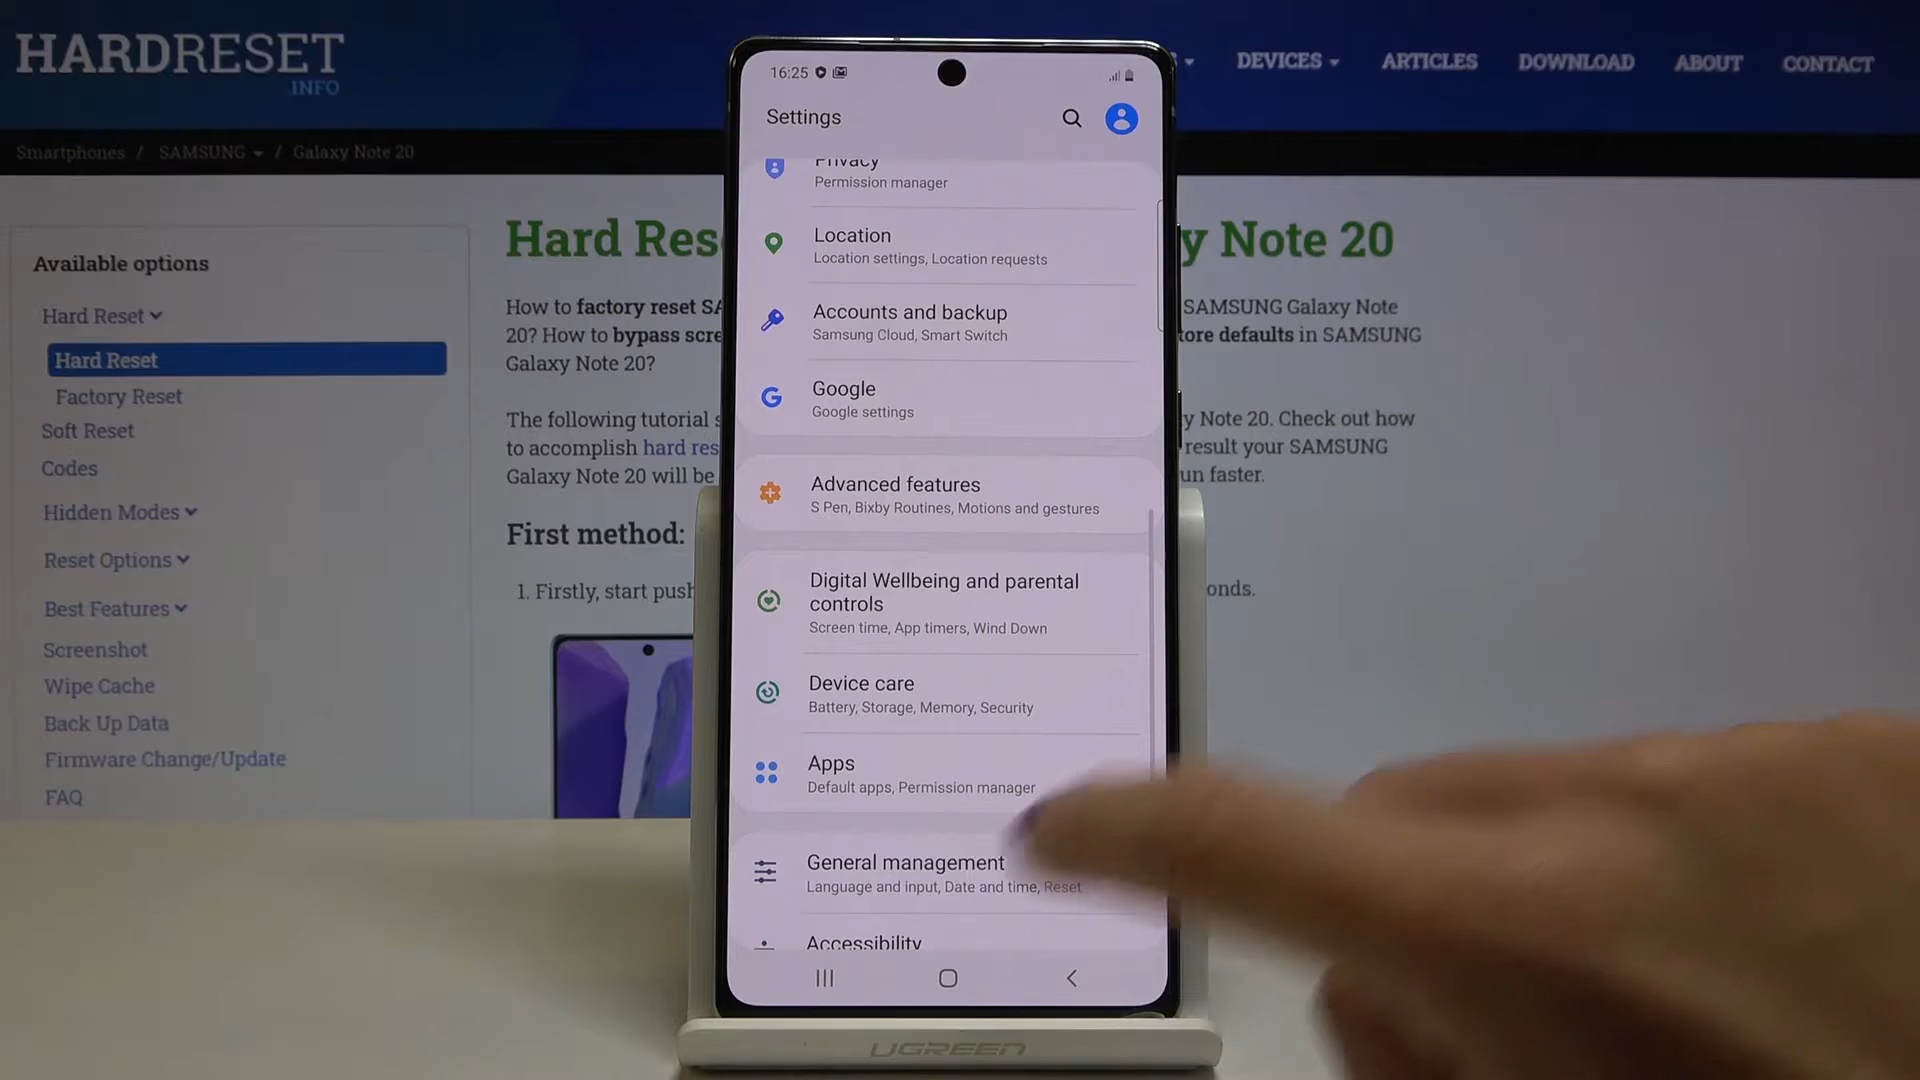 HARDRESET
.INFO
DEVICES
ARTICLES
DOWNLOAD
ABOUT
CONTACT
Smartphones / SAMSUNG / Galaxy Note 20
Available options
Hard Reset
Hard Reset
Factory Reset
Soft Reset
Codes
Hidden Modes
Reset Options
Best Features
Screenshot
Wipe Cache
Back Up Data
Firmware Change/Update
FAQ
Hard Res
y Note 20
How to factory reset SA
SAMSUNG Galaxy Note
20? How to bypass scre
tore defaults in SAMSUNG
Galaxy Note 20?
The following tutorial s
y Note 20. Check out how
to accomplish hard res
result your SAMSUNG
Galaxy Note 20 will be
un faster.
First method:
1. Firstly, start push
onds.
16:25
Settings
Privacy
Permission manager
Location
Location settings, Location requests
Accounts and backup
Samsung Cloud, Smart Switch
Google
Google settings
Advanced features
S Pen, Bixby Routines, Motions and gestures
Digital Wellbeing and parental
controls
Screen time, App timers, Wind Down
Device care
Battery, Storage, Memory, Security
Apps
Default apps, Permission manager
General management
Language and input, Date and time, Reset
Accessibility
UGREEN